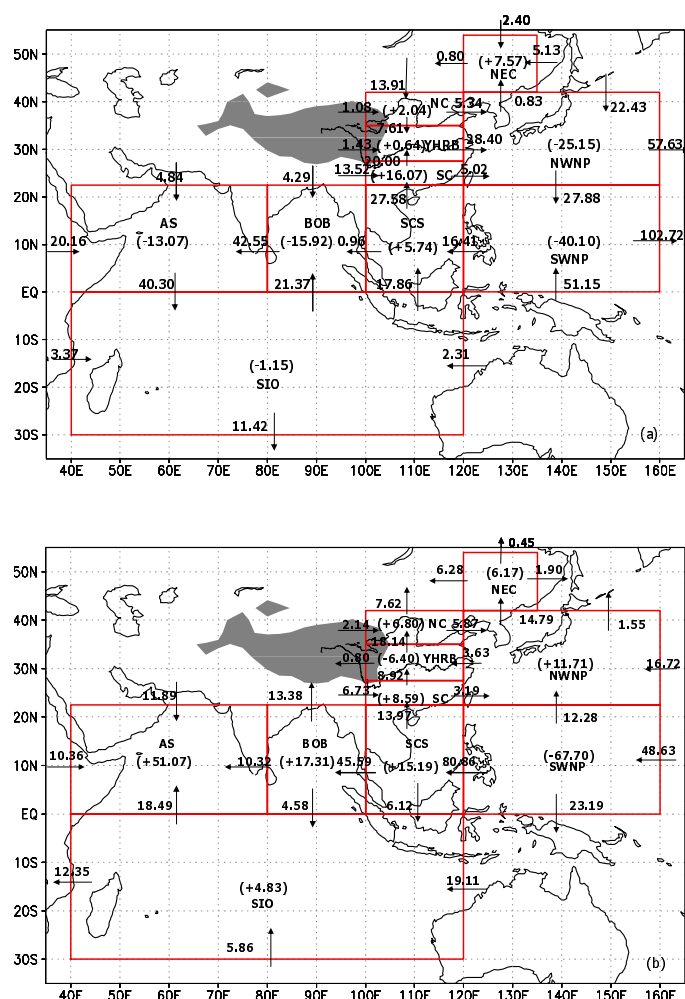 2.40
50N
0.80
5.13
(+7.57)
NEC
13.91
40N
1.08
(+2.04)
NC
5.34
0.83
22.43
7.61
30N
1.43
(+0.64)
YHRB
28.40
(-25.15)
57.63
20.00
NWNP
13.52
(+16.07)
SC
5.02
4.84
4.29
20N
27.58
27.88
AS
BOB
SCS
10N
20.16
(-13.07)
42.55
(-15.92)
0.96
(+5.74)
16.41
(-40.10)
102.72
SWNP
40.30
21.37
17.86
51.15
EQ
10S
3.37
(-1.15)
2.31
SIO
20S
11.42
30S
(a)
40E 50E 60E 70E 80E 90E 100E 110E 120E 130E 140E 150E 160E
0.45
50N
6.28
(6.17)
1.90
NEC
7.62
40N
2.14
(+6.80)
NC
5.87
14.79
1.55
18.14
30N
0.80
(-6.40)
YHRB
3.63
(+11.71)
16.72
8.92
NWNP
11.89
13.38
6.73
(+8.59)
SC
3.19
20N
13.97
12.28
AS
BOB
SCS
10N
10.36
(+51.07)
10.32
(+17.31)
45.59
(+15.19)
80.86
(-67.70)
48.63
SWNP
18.49
4.58
6.12
23.19
EQ
10S
12.35
(+4.83)
19.11
SIO
20S
5.86
30S
(b)
40E 50E 60E 70E 80E 90E 100E 110E 120E 130E 140E 150E 160E